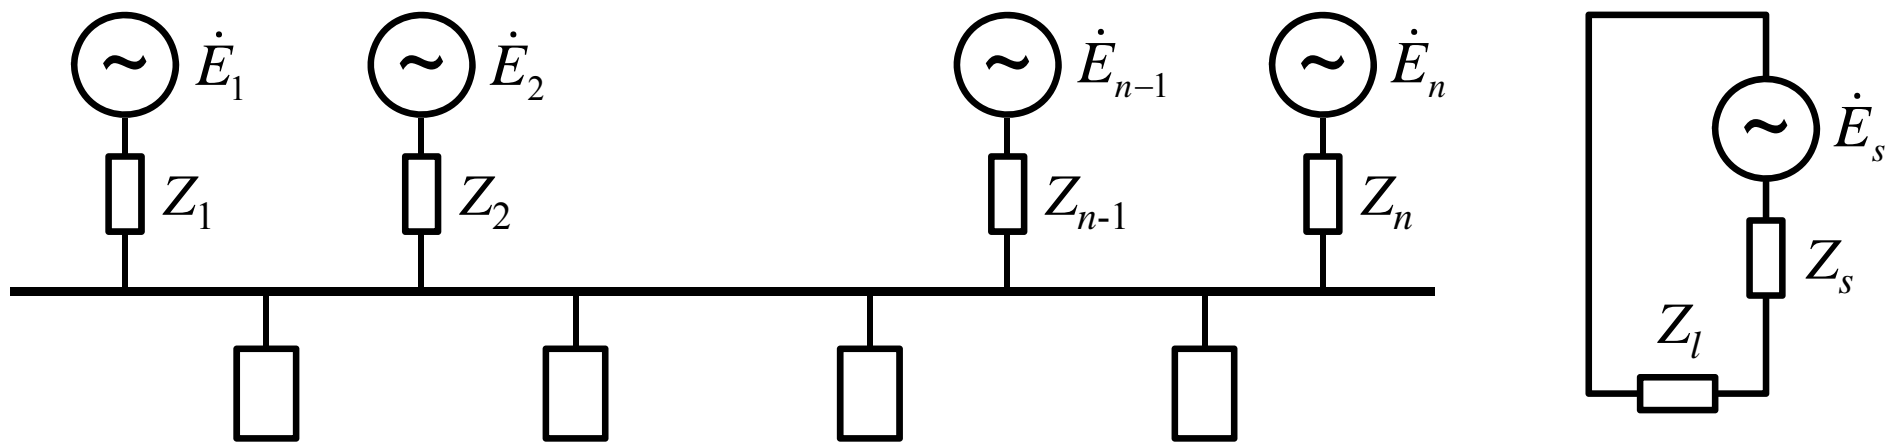 Ė₁ Ė₂ Ėₙ₋₁ Ėₙ
Z₁ Z₂ Zₙ₋₁ Zₙ
Ėₛ
Zₛ
Zₗ